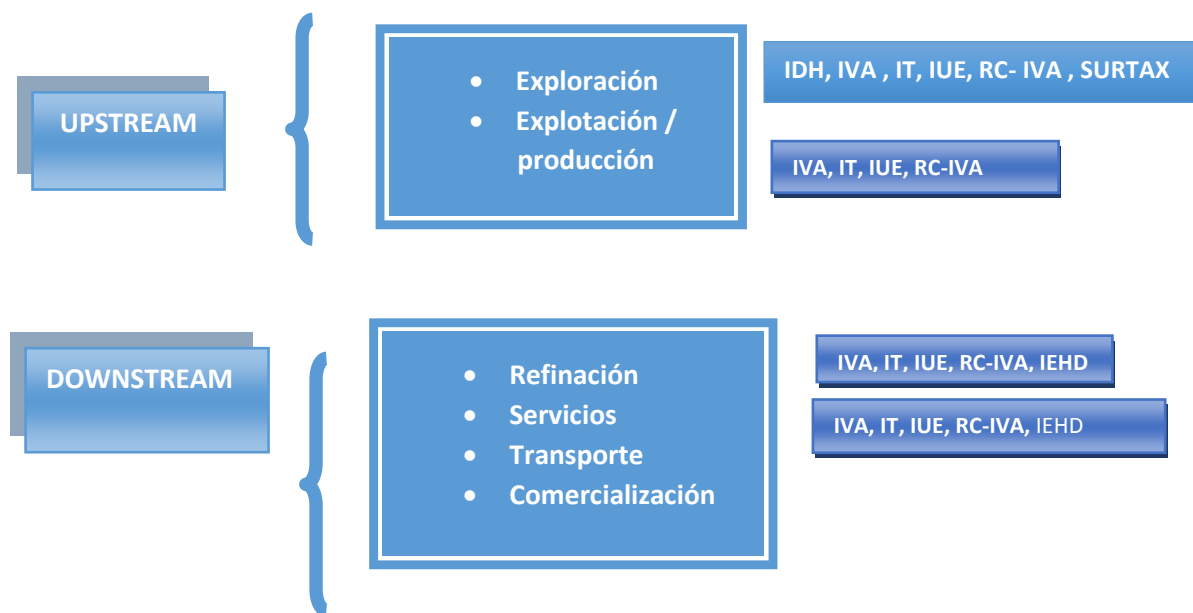 UPSTREAM
• Exploración
• Explotación /
producción
IDH, IVA , IT, IUE, RC- IVA , SURTAX
IVA, IT, IUE, RC-IVA
DOWNSTREAM
• Refinación
• Servicios
• Transporte
• Comercialización
IVA, IT, IUE, RC-IVA, IEHD
IVA, IT, IUE, RC-IVA, IEHD